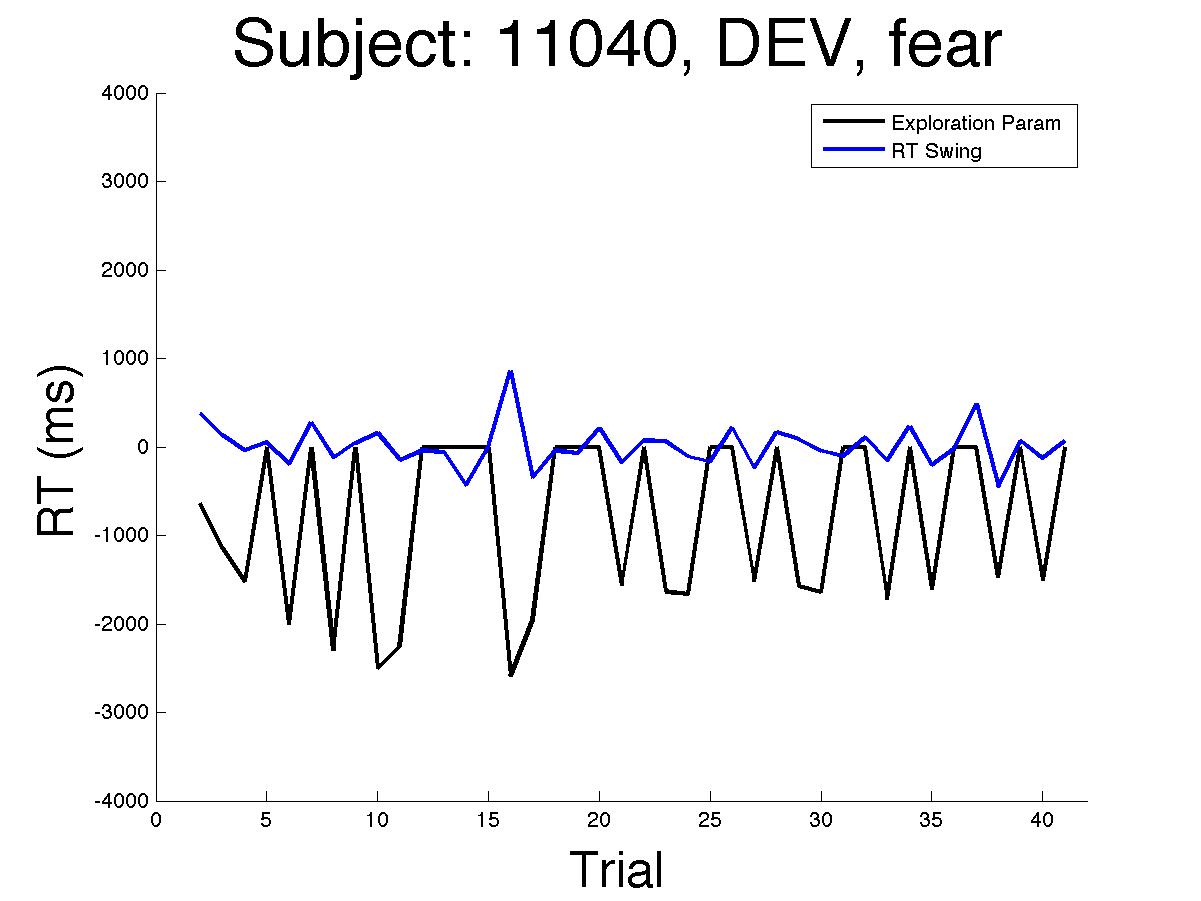 Subject: 11040, DEV, fear
4000
3000
2000
1000
0
-1000
-2000
-3000
-4000
RT (ms)
Exploration Param
RT Swing
0 5 10 15 20 25 30 35 40
Trial